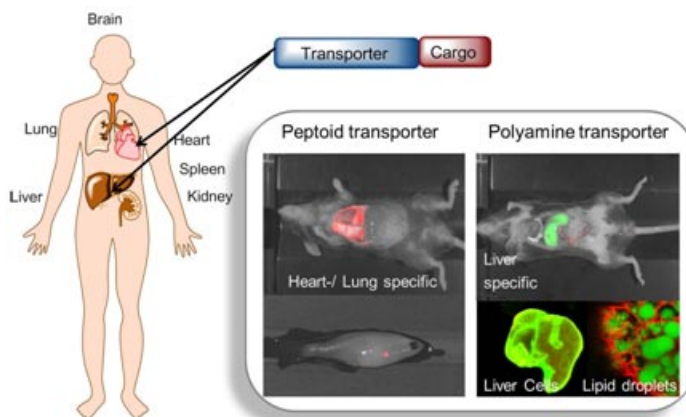 Brain
Transporter
Cargo
Lung
Heart
Spleen
Liver
Kidney
Peptoid transporter
Polyamine transporter
Heart-/ Lung specific
Liver
specific
Liver Cells
Lipid droplets